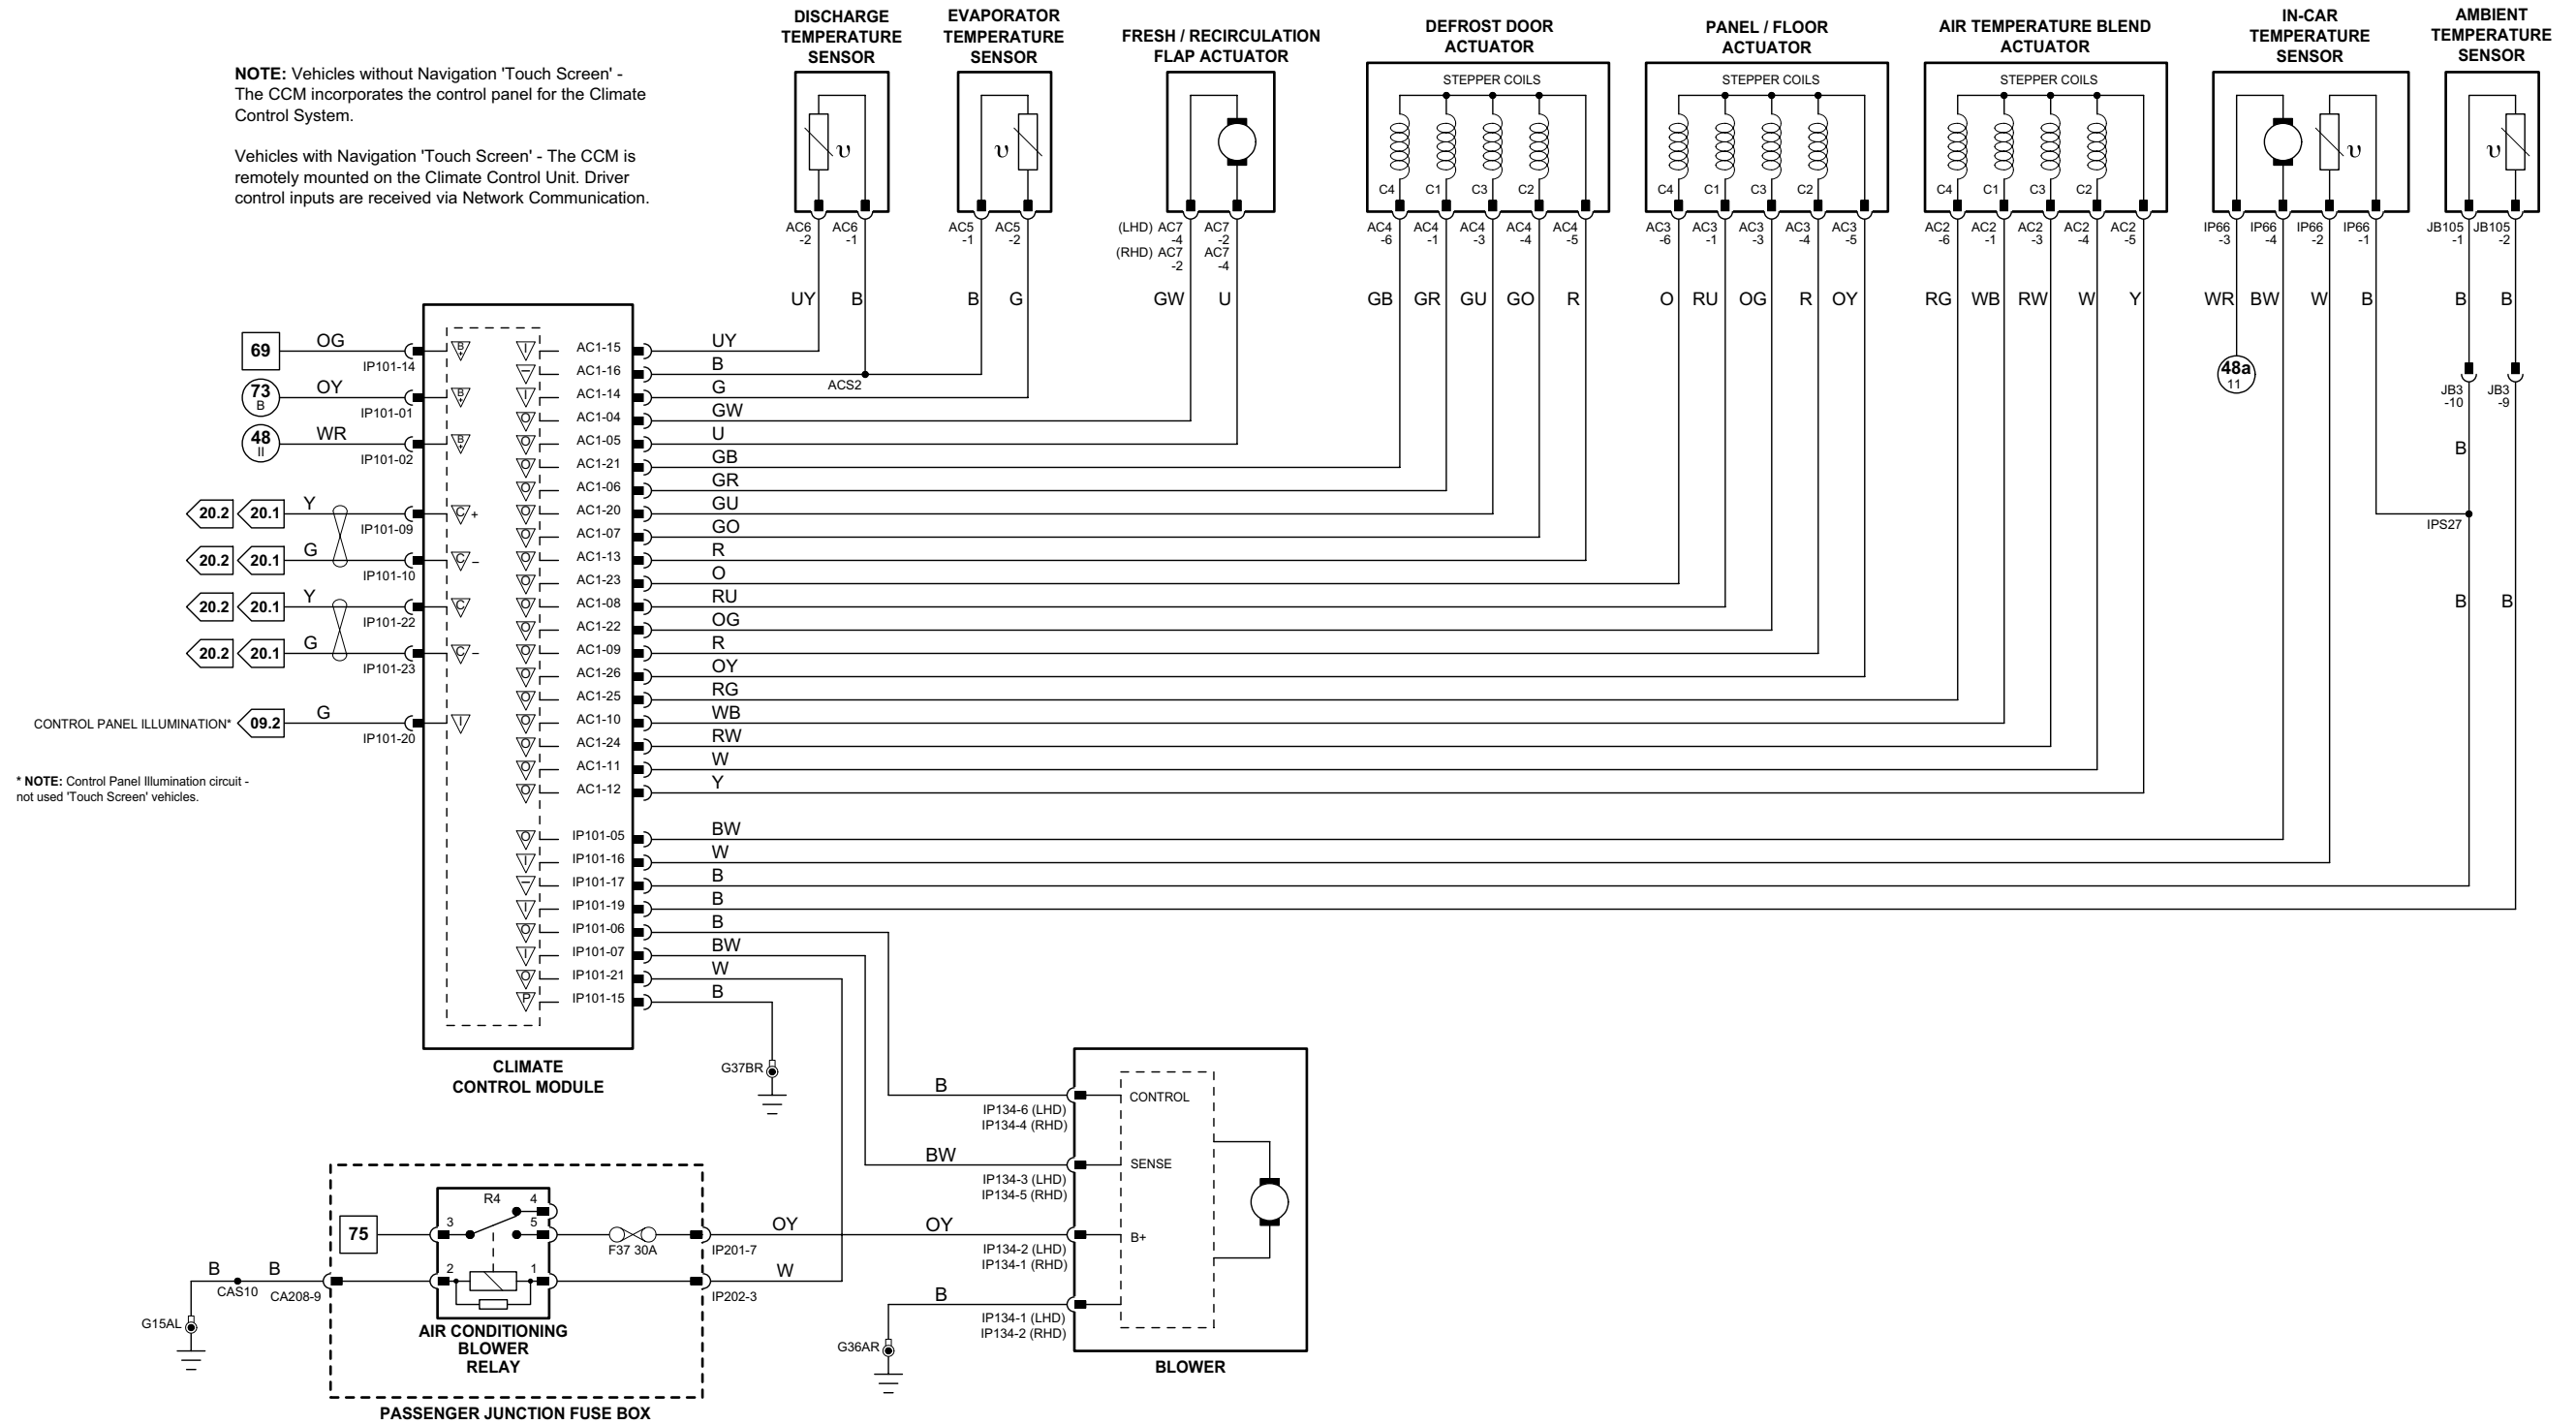 DISCHARGE
TEMPERATURE
SENSOR
EVAPORATOR
TEMPERATURE
SENSOR
FRESH / RECIRCULATION
FLAP ACTUATOR
DEFROST DOOR
ACTUATOR
PANEL / FLOOR
ACTUATOR
AIR TEMPERATURE BLEND
ACTUATOR
IN-CAR
TEMPERATURE
SENSOR
AMBIENT
TEMPERATURE
SENSOR
NOTE: Vehicles without Navigation 'Touch Screen' -
The CCM incorporates the control panel for the Climate
Control System.
Vehicles with Navigation 'Touch Screen' - The CCM is
remotely mounted on the Climate Control Unit. Driver
control inputs are received via Network Communication.
STEPPER COILS
STEPPER COILS
STEPPER COILS
υ υ υ υ
C4 C1 C3 C2
C4 C1 C3 C2
C4 C1 C3 C2
AC6 AC6
-2 -1
AC5 AC5
-1 -2
(LHD) AC7 AC7
-4 -2
(RHD) AC7 AC7
-2 -4
AC4 AC4 AC4 AC4 AC4
-6 -1 -3 -4 -5
AC3 AC3 AC3 AC3 AC3
-6 -1 -3 -4 -5
AC2 AC2 AC2 AC2 AC2
-6 -1 -3 -4 -5
IP66 IP66 IP66 IP66
-3 -4 -2 -1
JB105 JB105
-1 -2
UY B B G GW U GB GR GU GO R O RU OG R OY RG WB RW W Y WR BW W B B B
48a
11
JB3 JB3
-10 -9
B
IPS27
B B
69 OG
IP101-14
73
B
OY
IP101-01
48
II
WR
IP101-02
20.2 20.1 Y
IP101-09
20.2 20.1 G
IP101-10
20.2 20.1 Y
IP101-22
20.2 20.1 G
IP101-23
CONTROL PANEL ILLUMINATION* 09.2 G
IP101-20
* NOTE: Control Panel Illumination circuit -
not used 'Touch Screen' vehicles.
B+
B+
B+
C +
C –
C
C –
I
I AC1-15 UY
– AC1-16 B
ACS2
I AC1-14 G
O AC1-04 GW
O AC1-05 U
O AC1-21 GB
O AC1-06 GR
O AC1-20 GU
O AC1-07 GO
O AC1-13 R
O AC1-23 O
O AC1-08 RU
O AC1-22 OG
O AC1-09 R
O AC1-26 OY
O AC1-25 RG
O AC1-10 WB
O AC1-24 RW
O AC1-11 W
O AC1-12 Y
O IP101-05 BW
I IP101-16 W
– IP101-17 B
I IP101-19 B
O IP101-06 B
I IP101-07 BW
O IP101-21 W
P IP101-15 B
CLIMATE
CONTROL MODULE
G37BR
B
IP134-6 (LHD)
IP134-4 (RHD)
CONTROL
BW
IP134-3 (LHD)
IP134-5 (RHD)
SENSE
OY OY
IP134-2 (LHD)
IP134-1 (RHD)
B+
B
IP134-1 (LHD)
IP134-2 (RHD)
G36AR
BLOWER
75
R4 4
3 5
2 1
F37 30A
IP201-7
W
IP202-3
B B
CAS10 CA208-9
G15AL
AIR CONDITIONING
BLOWER
RELAY
PASSENGER JUNCTION FUSE BOX